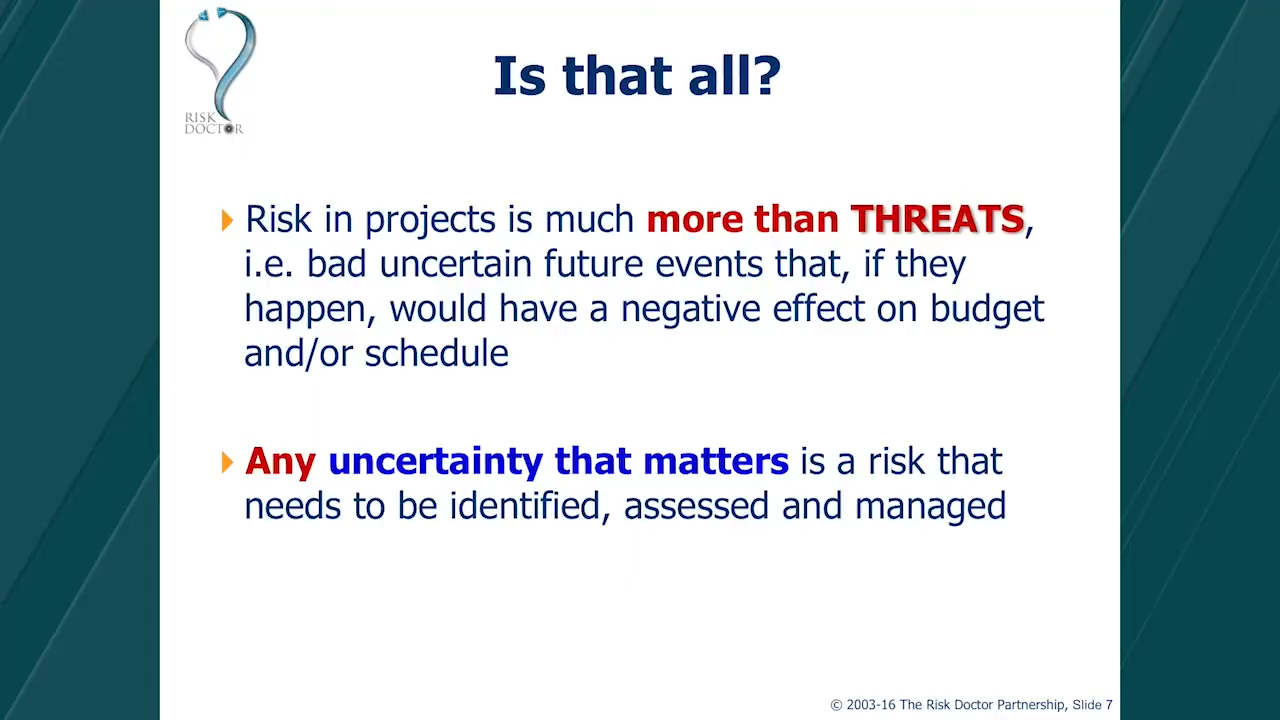 RISK
DOCTOR
Is that all?
Risk in projects is much more than THREATS,
i.e. bad uncertain future events that, if they
happen, would have a negative effect on budget
and/or schedule
Any uncertainty that matters is a risk that
needs to be identified, assessed and managed
© 2003-16 The Risk Doctor Partnership, Slide 7